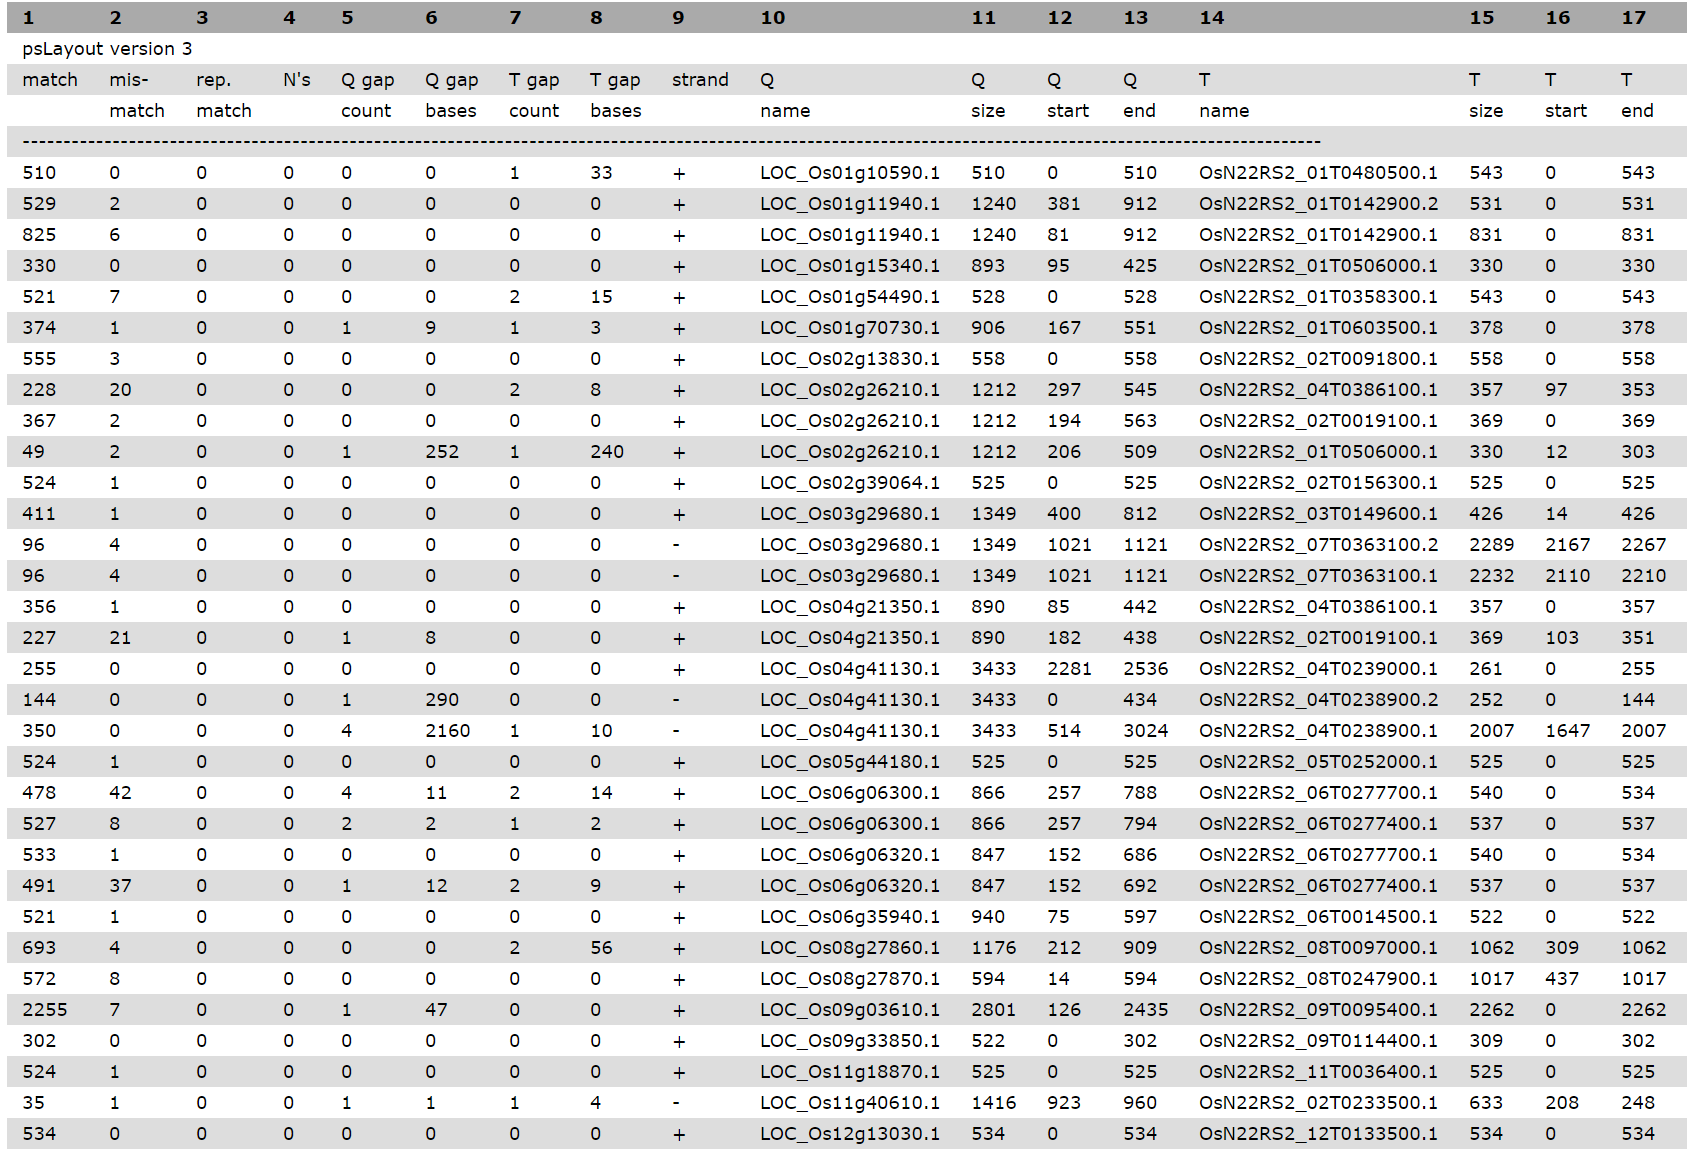 1 2 3 4 5 6 7 8 9 10 11 12 13 14 15 16 17
psLayout version 3
match mis- rep. N's Q gap Q gap T gap T gap strand Q Q Q Q T T T T
match match count bases count bases name size start end name size start end
---------------------------------------------------------------------------------------------------------------------------------------------------------------
510 0 0 0 0 0 1 33 + LOC_Os01g10590.1 510 0 510 OsN22RS2_01T0480500.1 543 0 543
529 2 0 0 0 0 0 0 + LOC_Os01g11940.1 1240 381 912 OsN22RS2_01T0142900.2 531 0 531
825 6 0 0 0 0 0 0 + LOC_Os01g11940.1 1240 81 912 OsN22RS2_01T0142900.1 831 0 831
330 0 0 0 0 0 0 0 + LOC_Os01g15340.1 893 95 425 OsN22RS2_01T0506000.1 330 0 330
521 7 0 0 0 0 2 15 + LOC_Os01g54490.1 528 0 528 OsN22RS2_01T0358300.1 543 0 543
374 1 0 0 1 9 1 3 + LOC_Os01g70730.1 906 167 551 OsN22RS2_01T0603500.1 378 0 378
555 3 0 0 0 0 0 0 + LOC_Os02g13830.1 558 0 558 OsN22RS2_02T0091800.1 558 0 558
228 20 0 0 0 0 2 8 + LOC_Os02g26210.1 1212 297 545 OsN22RS2_04T0386100.1 357 97 353
367 2 0 0 0 0 0 0 + LOC_Os02g26210.1 1212 194 563 OsN22RS2_02T0019100.1 369 0 369
49 2 0 0 1 252 1 240 + LOC_Os02g26210.1 1212 206 509 OsN22RS2_01T0506000.1 330 12 303
524 1 0 0 0 0 0 0 + LOC_Os02g39064.1 525 0 525 OsN22RS2_02T0156300.1 525 0 525
411 1 0 0 0 0 0 0 + LOC_Os03g29680.1 1349 400 812 OsN22RS2_03T0149600.1 426 14 426
96 4 0 0 0 0 0 0 - LOC_Os03g29680.1 1349 1021 1121 OsN22RS2_07T0363100.2 2289 2167 2267
96 4 0 0 0 0 0 0 - LOC_Os03g29680.1 1349 1021 1121 OsN22RS2_07T0363100.1 2232 2110 2210
356 1 0 0 0 0 0 0 + LOC_Os04g21350.1 890 85 442 OsN22RS2_04T0386100.1 357 0 357
227 21 0 0 1 8 0 0 + LOC_Os04g21350.1 890 182 438 OsN22RS2_02T0019100.1 369 103 351
255 0 0 0 0 0 0 0 + LOC_Os04g41130.1 3433 2281 2536 OsN22RS2_04T0239000.1 261 0 255
144 0 0 0 1 290 0 0 - LOC_Os04g41130.1 3433 0 434 OsN22RS2_04T0238900.2 252 0 144
350 0 0 0 4 2160 1 10 - LOC_Os04g41130.1 3433 514 3024 OsN22RS2_04T0238900.1 2007 1647 2007
524 1 0 0 0 0 0 0 + LOC_Os05g44180.1 525 0 525 OsN22RS2_05T0252000.1 525 0 525
478 42 0 0 4 11 2 14 + LOC_Os06g06300.1 866 257 788 OsN22RS2_06T0277700.1 540 0 534
527 8 0 0 2 2 1 2 + LOC_Os06g06300.1 866 257 794 OsN22RS2_06T0277400.1 537 0 537
533 1 0 0 0 0 0 0 + LOC_Os06g06320.1 847 152 686 OsN22RS2_06T0277700.1 540 0 534
491 37 0 0 1 12 2 9 + LOC_Os06g06320.1 847 152 692 OsN22RS2_06T0277400.1 537 0 537
521 1 0 0 0 0 0 0 + LOC_Os06g35940.1 940 75 597 OsN22RS2_06T0014500.1 522 0 522
693 4 0 0 0 0 2 56 + LOC_Os08g27860.1 1176 212 909 OsN22RS2_08T0097000.1 1062 309 1062
572 8 0 0 0 0 0 0 + LOC_Os08g27870.1 594 14 594 OsN22RS2_08T0247900.1 1017 437 1017
2255 7 0 0 1 47 0 0 + LOC_Os09g03610.1 2801 126 2435 OsN22RS2_09T0095400.1 2262 0 2262
302 0 0 0 0 0 0 0 + LOC_Os09g33850.1 522 0 302 OsN22RS2_09T0114400.1 309 0 302
524 1 0 0 0 0 0 0 + LOC_Os11g18870.1 525 0 525 OsN22RS2_11T0036400.1 525 0 525
35 1 0 0 1 1 1 4 - LOC_Os11g40610.1 1416 923 960 OsN22RS2_02T0233500.1 633 208 248
534 0 0 0 0 0 0 0 + LOC_Os12g13030.1 534 0 534 OsN22RS2_12T0133500.1 534 0 534